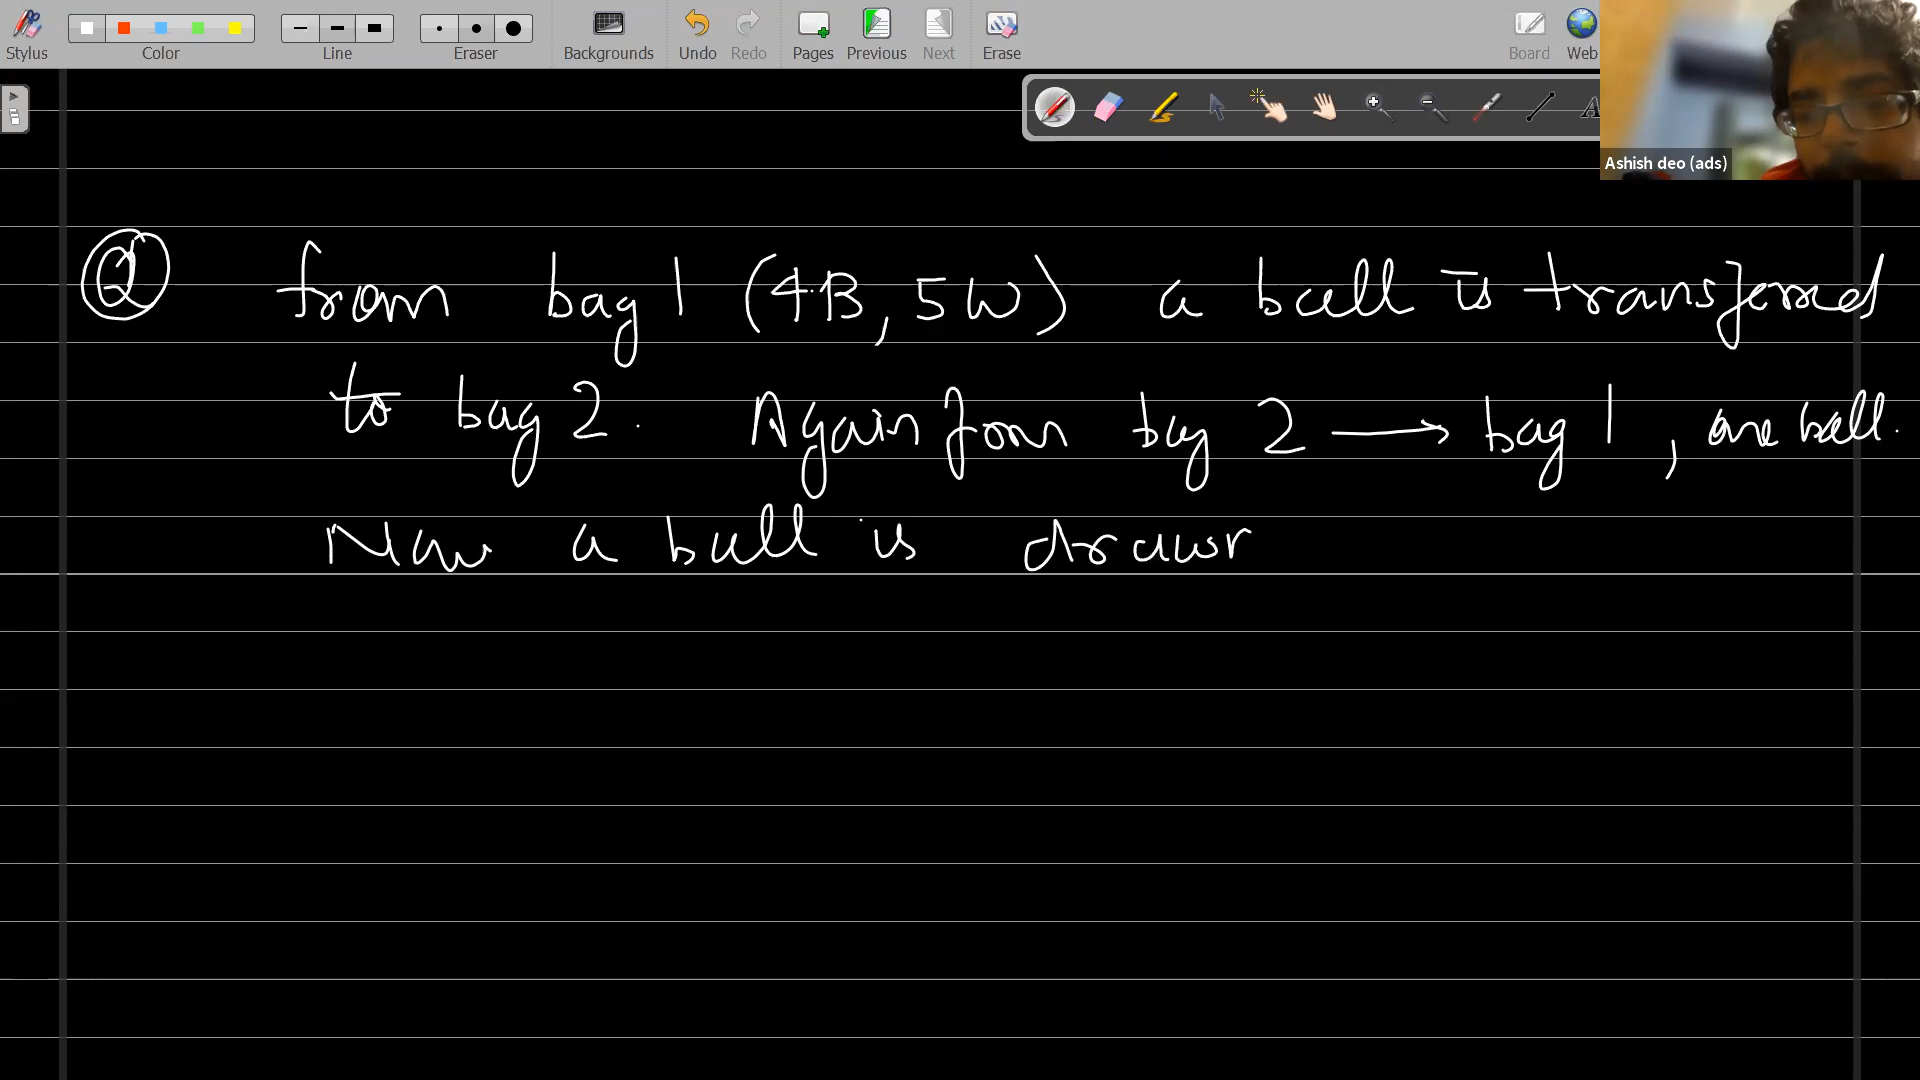 Stylus Color Line Eraser Backgrounds Undo Redo Pages Previous Next Erase Board Web
Ashish deo (ads)
Q from bag 1 (4B, 5W) a ball is transferred
to bag 2. Again from bag 2 → bag 1, one ball.
Now a ball is drawn